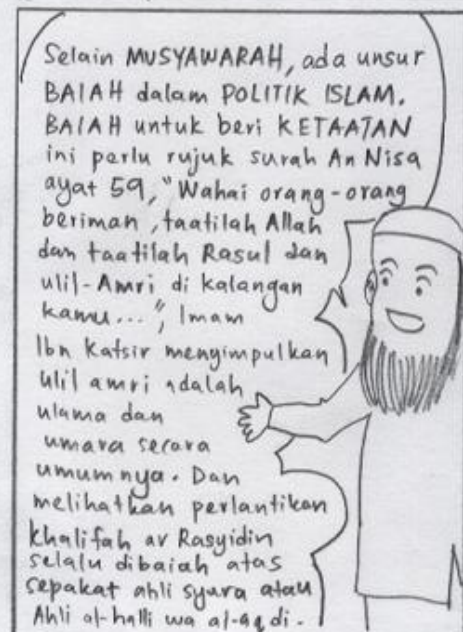 Selain MUSYAWARAH, ada unsur
BAIAH dalam POLITIK ISLAM.
BAIAH untuk beri KETAATAN
ini perlu rujuk surah An Nisa
ayat 59, "Wahai orang-orang
beriman, taatilah Allah
dan taatilah Rasul dan
ulil-Amri di kalangan
kamu...", Imam
Ibn Katsir menyimpulkan
ulil amri adalah
ulama dan
umara secara
umumnya. Dan
melihatkan perlantikan
khalifah ar Rasyidin
selalu dibaiah atas
sepakat ahli syura atau
Ahli al-halli wa al-aqdi.